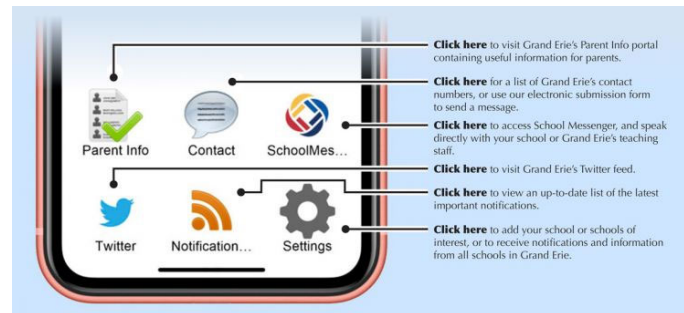 Click here to visit Grand Erie's Parent Info portal
containing useful information for parents.
Click here for a list of Grand Erie's contact
numbers, or use our electronic submission form
to send a message.
Parent Info
Contact
SchoolMes...
Click here to access School Messenger, and speak
directly with your school or Grand Erie's teaching
staff.
Click here to visit Grand Erie's Twitter feed.
Click here to view an up-to-date list of the latest
important notifications.
Twitter
Notification...
Settings
Click here to add your school or schools of
interest, or to receive notifications and information
from all schools in Grand Erie.